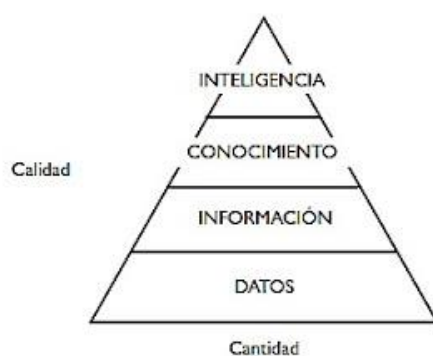 INTELIGENCIA
CONOCIMIENTO
Calidad
INFORMACIÓN
DATOS
Cantidad